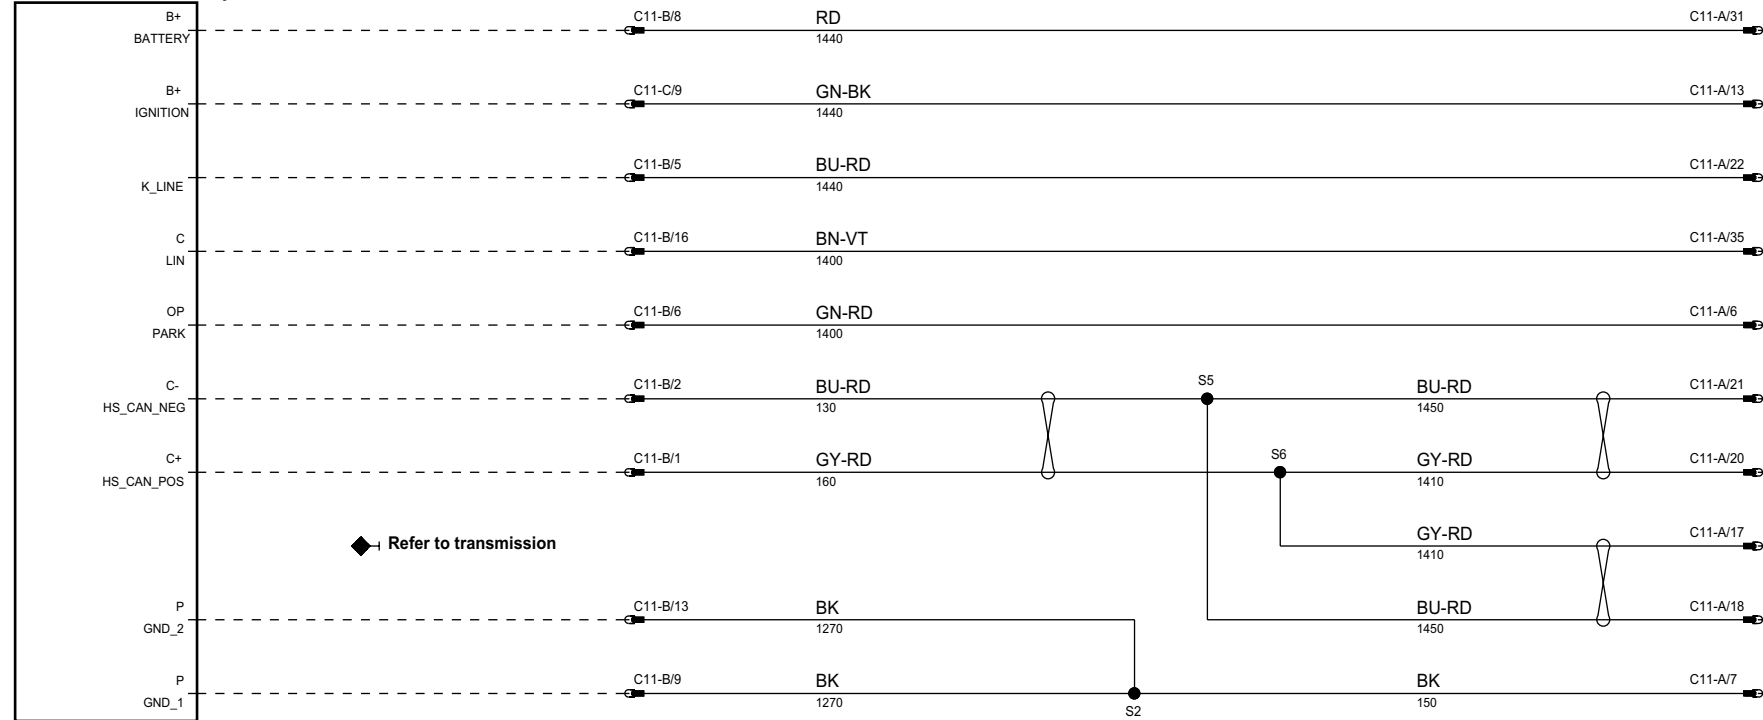 B+ C11-B/8 RD C11-A/31
BATTERY 1440
B+ C11-C/9 GN-BK C11-A/13
IGNITION 1440
C11-B/5 BU-RD C11-A/22
K_LINE 1440
C C11-B/16 BN-VT C11-A/35
LIN 1400
OP C11-B/6 GN-RD C11-A/6
PARK 1400
C- C11-B/2 BU-RD S5 BU-RD C11-A/21
HS_CAN_NEG 130 1450
C+ C11-B/1 GY-RD S6 GY-RD C11-A/20
HS_CAN_POS 160 1410
Refer to transmission GY-RD C11-A/17
1410
P C11-B/13 BK BU-RD C11-A/18
GND_2 1270 1450
P C11-B/9 BK BK C11-A/7
GND_1 1270 S2 150